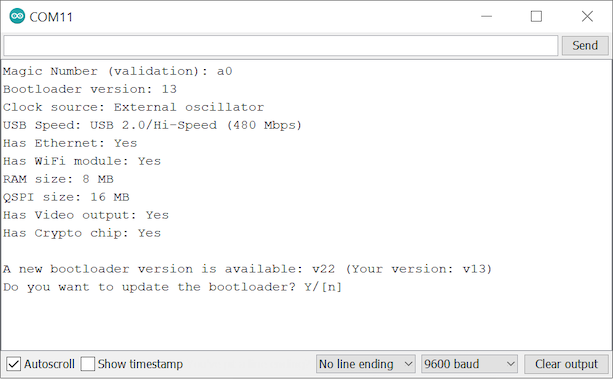 COM11
Send
Magic Number (validation): a0
Bootloader version: 13
Clock source: External oscillator
USB Speed: USB 2.0/Hi-Speed (480 Mbps)
Has Ethernet: Yes
Has WiFi module: Yes
RAM size: 8 MB
QSPI size: 16 MB
Has Video output: Yes
Has Crypto chip: Yes
A new bootloader version is available: v22 (Your version: v13)
Do you want to update the bootloader? Y/[n]
Autoscroll Show timestamp No line ending 9600 baud Clear output